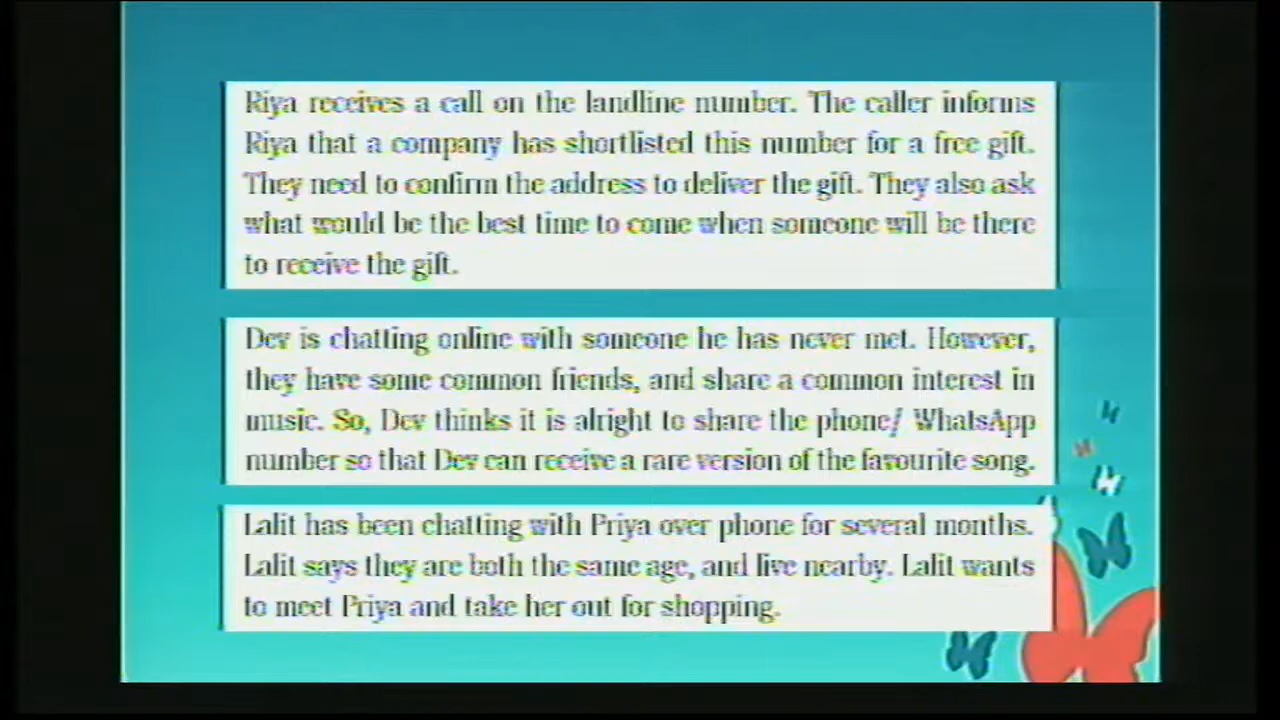 Riya receives a call on the landline number. The caller informs
Riya that a company has shortlisted this number for a free gift.
They need to confirm the address to deliver the gift. They also ask
what would be the best time to come when someone will be there
to receive the gift.
Dev is chatting online with someone he has never met. However,
they have some common friends, and share a common interest in
music. So, Dev thinks it is alright to share the phone/ WhatsApp
number so that Dev can receive a rare version of the favourite song.
Lalit has been chatting with Priya over phone for several months.
Lalit says they are both the same age, and live nearby. Lalit wants
to meet Priya and take her out for shopping.